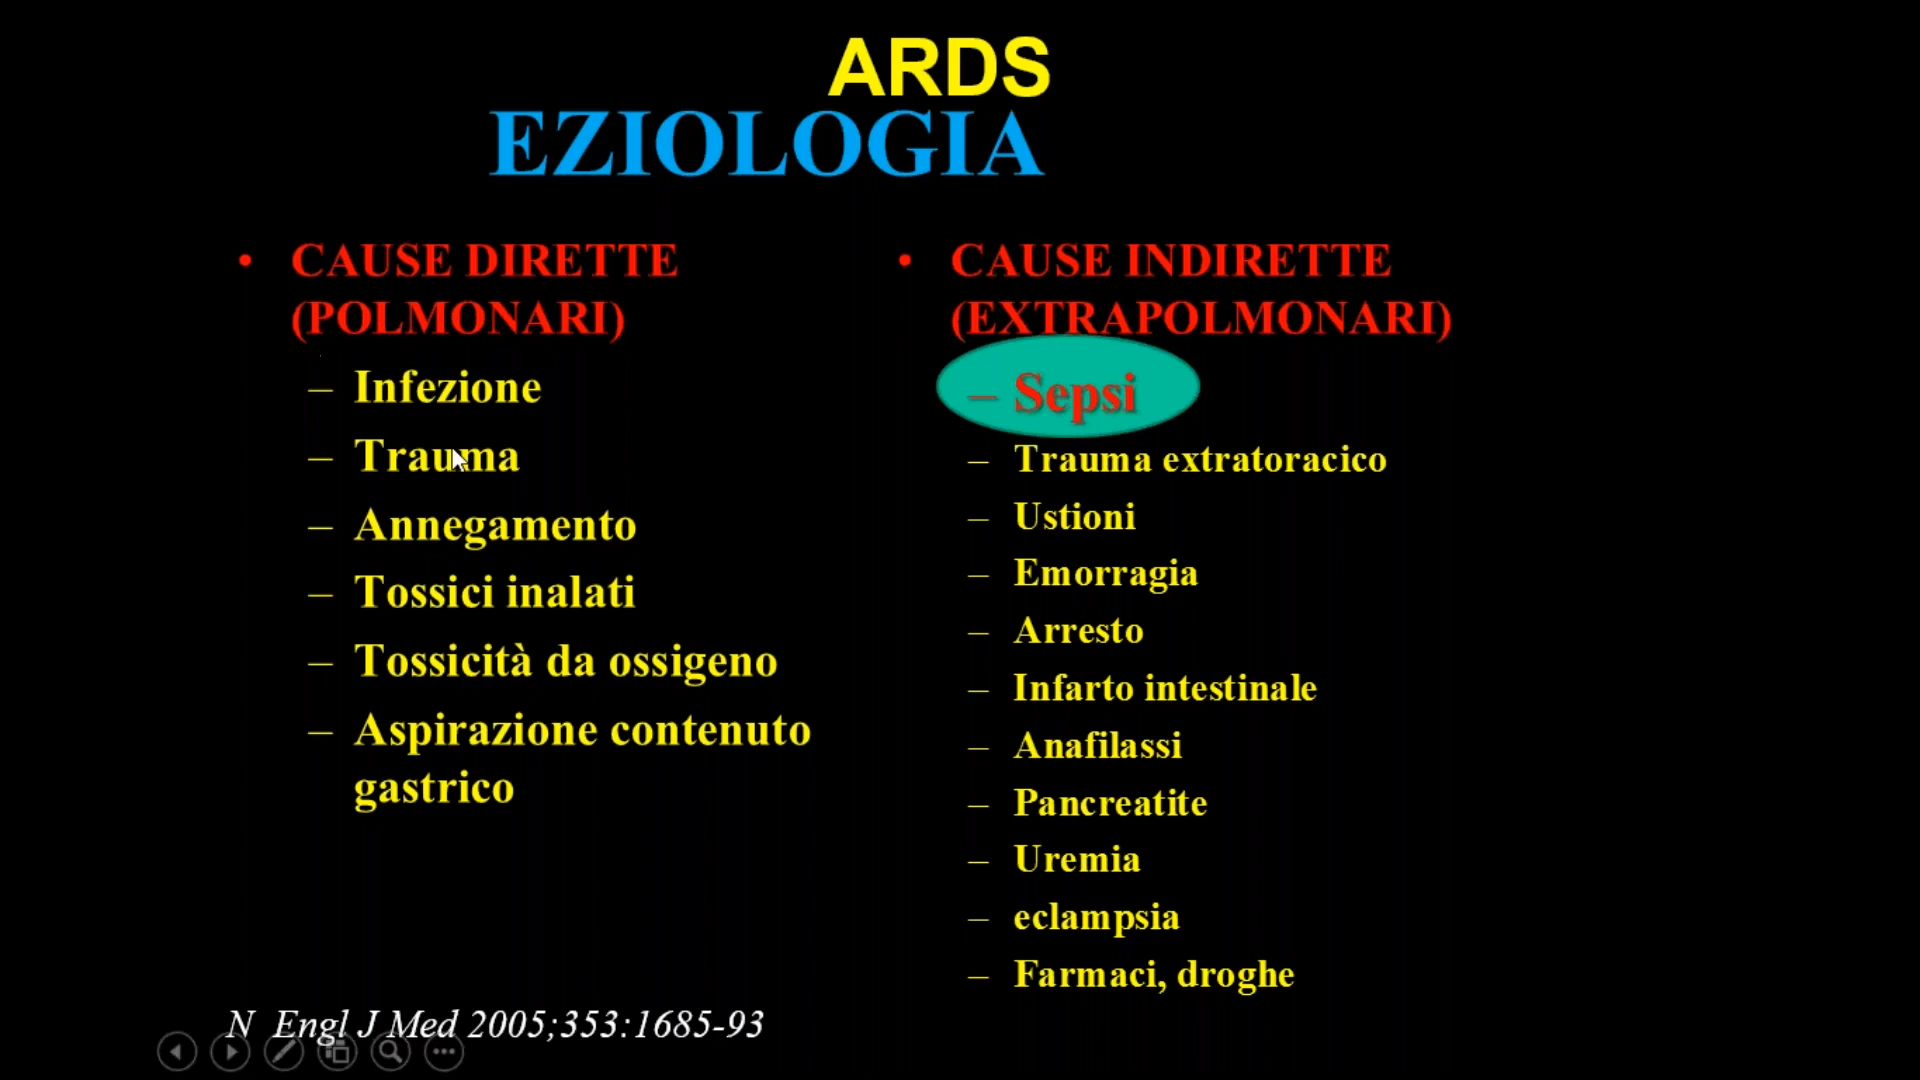 ARDS
EZIOLOGIA
• CAUSE DIRETTE
(POLMONARI)
– Infezione
– Trauma
– Annegamento
– Tossici inalati
– Tossicità da ossigeno
– Aspirazione contenuto
gastrico
• CAUSE INDIRETTE
(EXTRAPOLMONARI)
– Sepsi
– Trauma extratoracico
– Ustioni
– Emorragia
– Arresto
– Infarto intestinale
– Anafilassi
– Pancreatite
– Uremia
– eclampsia
– Farmaci, droghe
N Engl J Med 2005;353:1685-93